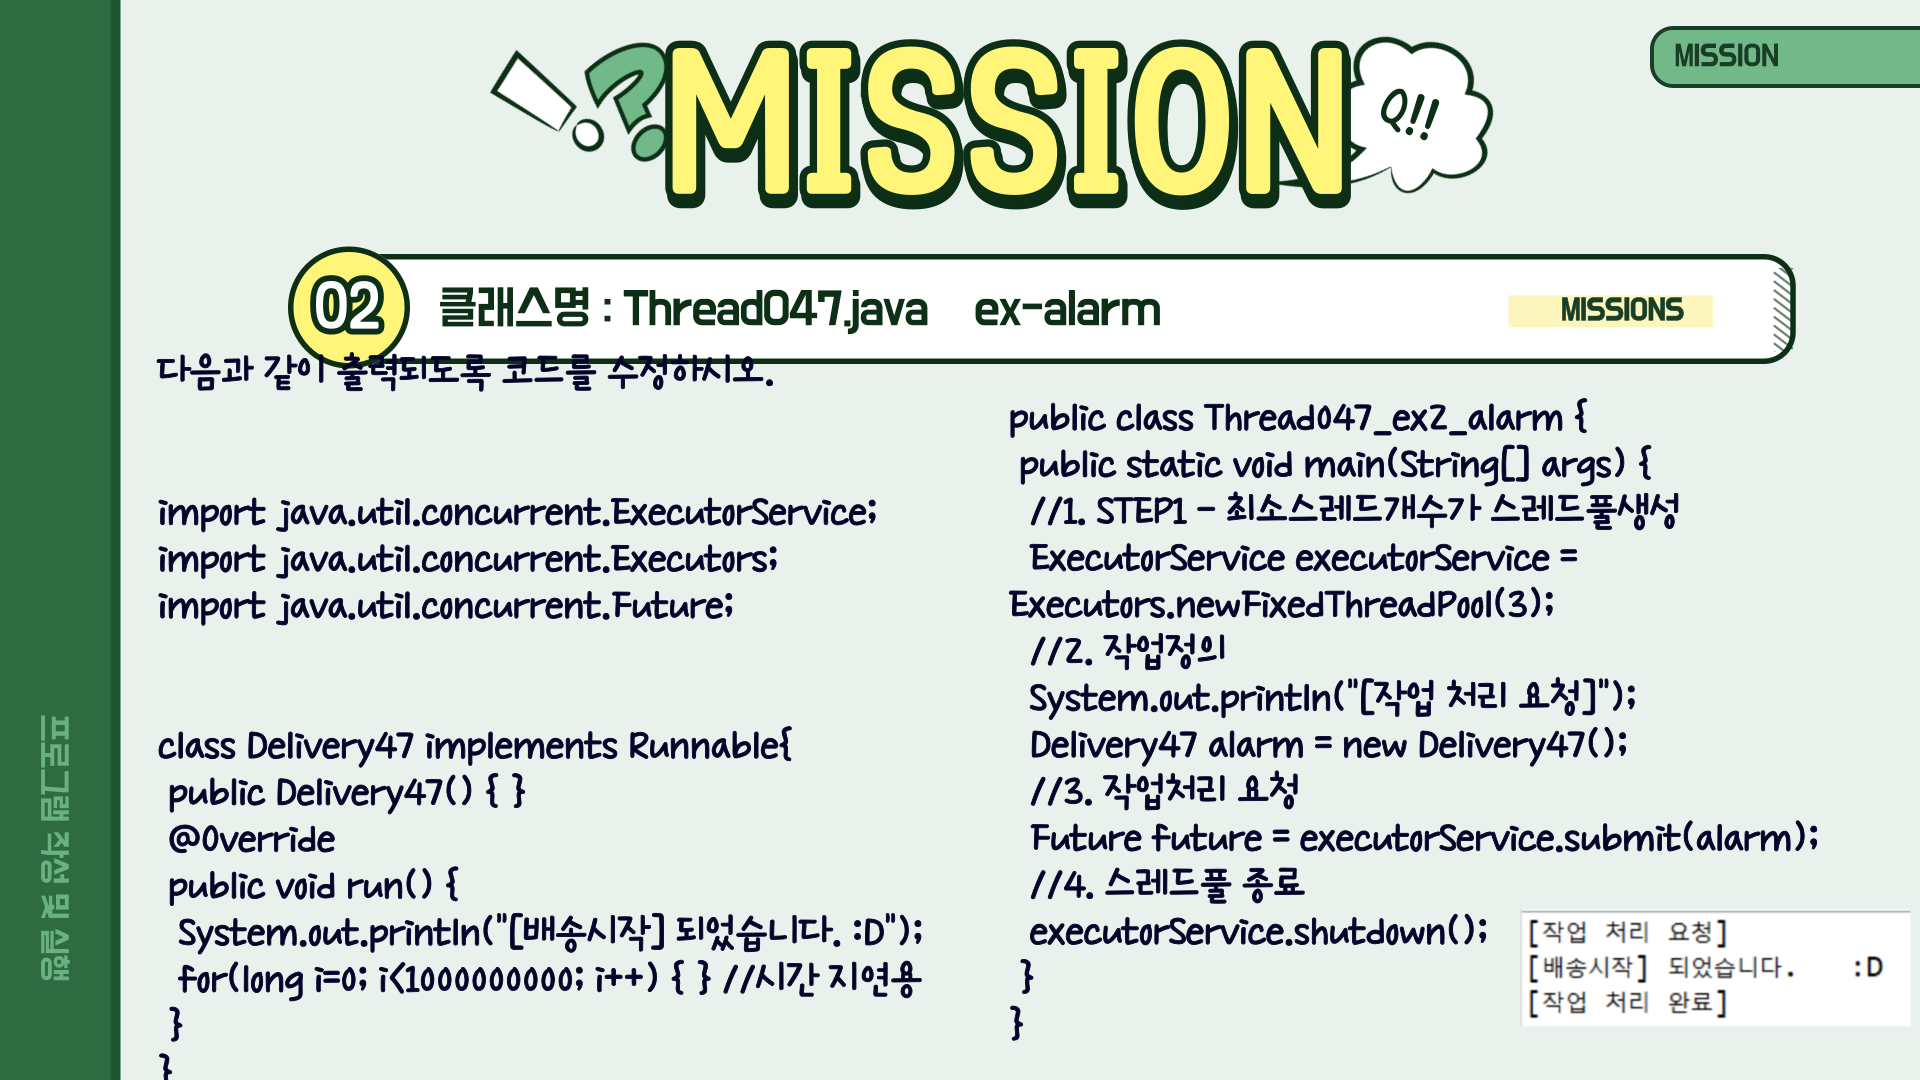 MISSION
!?
MISSION
Q!!
02
클래스명 : Thread047.java ex-alarm
MISSIONS
다음과 같이 출력되도록 코드를 수정하시오.
import java.util.concurrent.ExecutorService;
import java.util.concurrent.Executors;
import java.util.concurrent.Future;
class Delivery47 implements Runnable{
public Delivery47() { }
@Override
public void run() {
System.out.println("[배송시작] 되었습니다. :D");
for(long i=0; i<1000000000; i++) { } //시간 지연용
}
}
public class Thread047_ex2_alarm {
public static void main(String[] args) {
//1. STEP1 - 최소스레드개수가 스레드풀생성
ExecutorService executorService =
Executors.newFixedThreadPool(3);
//2. 작업정의
System.out.println("[작업 처리 요청]");
Delivery47 alarm = new Delivery47();
//3. 작업처리 요청
Future future = executorService.submit(alarm);
//4. 스레드풀 종료
executorService.shutdown();
}
}
[작업 처리 요청]
[배송시작] 되었습니다. :D
[작업 처리 완료]
프로그램 작성 및 실행